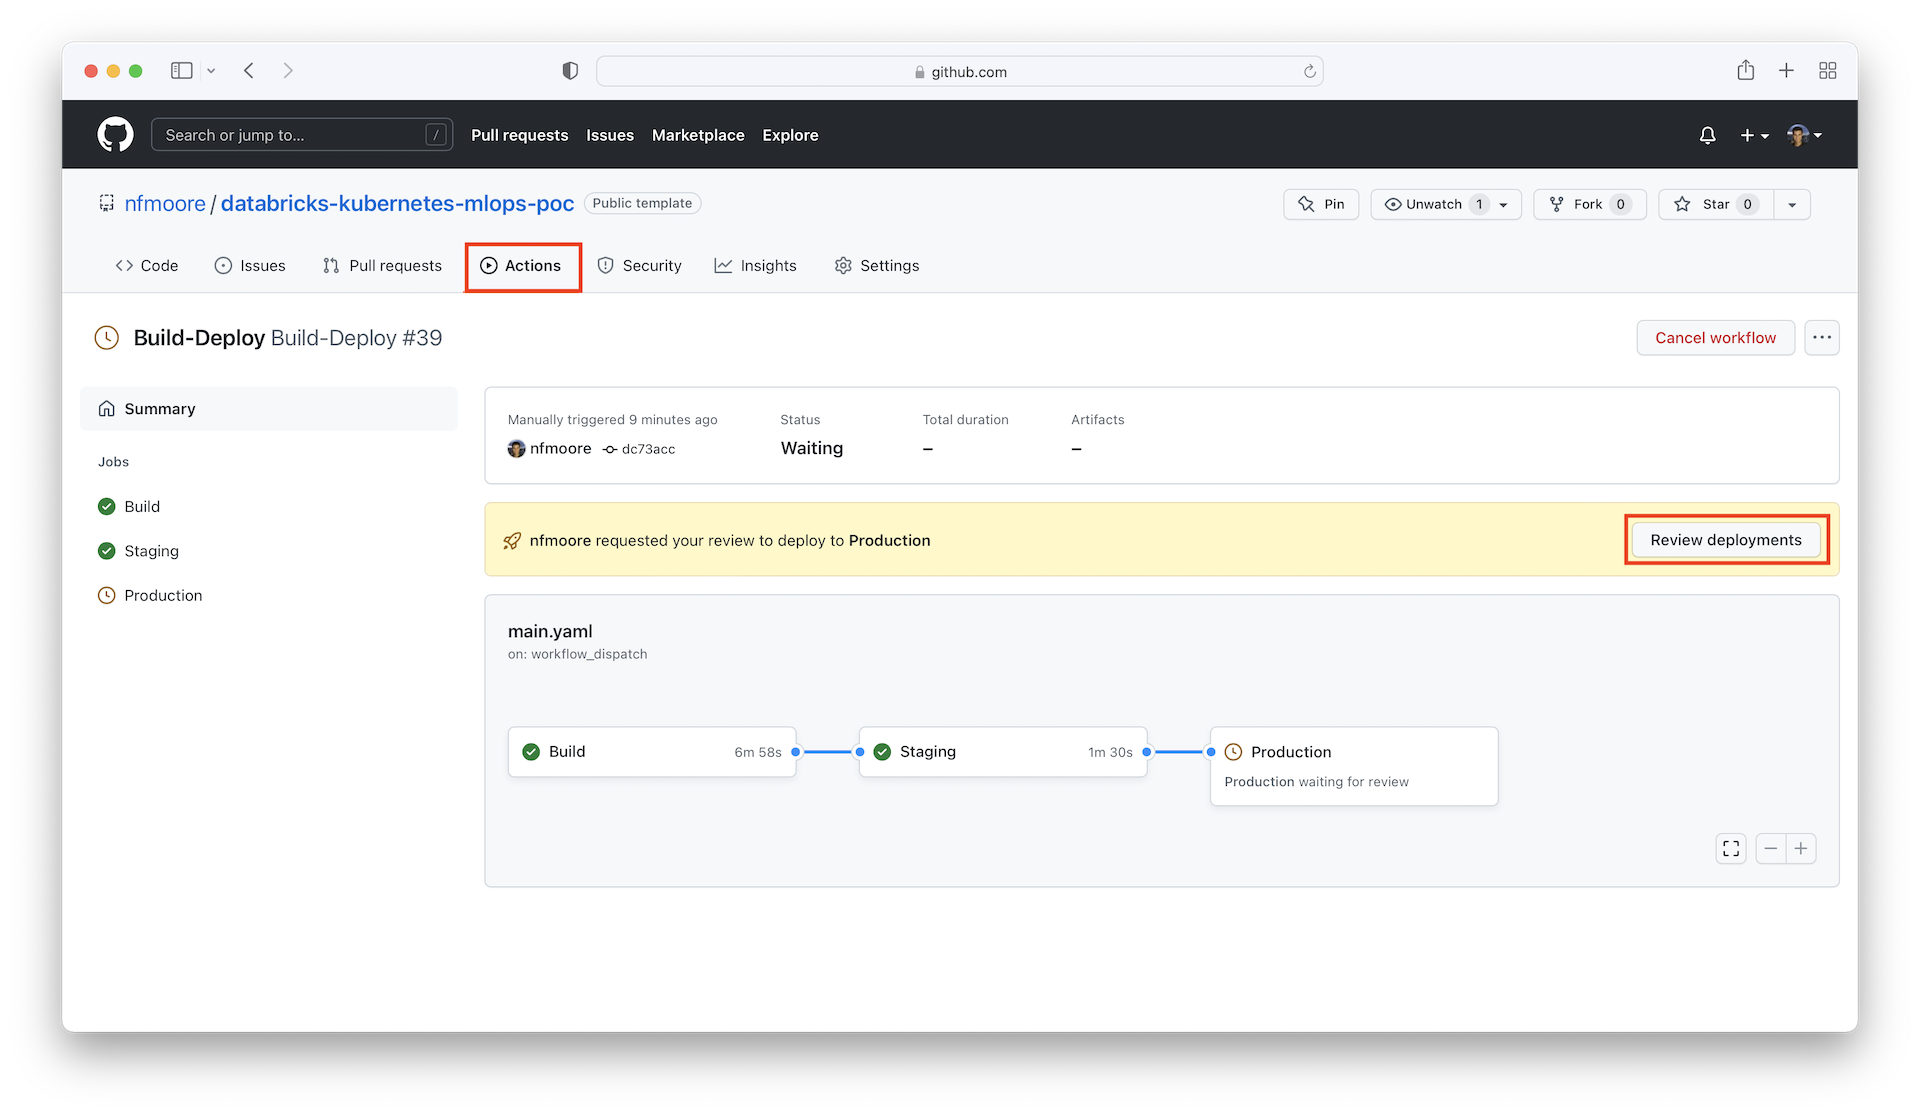 github.com
Search or jump to... /
Pull requests Issues Marketplace Explore
nfmoore / databricks-kubernetes-mlops-poc Public template
Pin Unwatch 1 Fork 0 Star 0
Code Issues Pull requests Actions Security Insights Settings
Build-Deploy Build-Deploy #39
Cancel workflow
Summary
Jobs
Build
Staging
Production
Manually triggered 9 minutes ago Status Total duration Artifacts
nfmoore dc73acc Waiting – –
nfmoore requested your review to deploy to Production Review deployments
main.yaml
on: workflow_dispatch
Build 6m 58s Staging 1m 30s Production
Production waiting for review